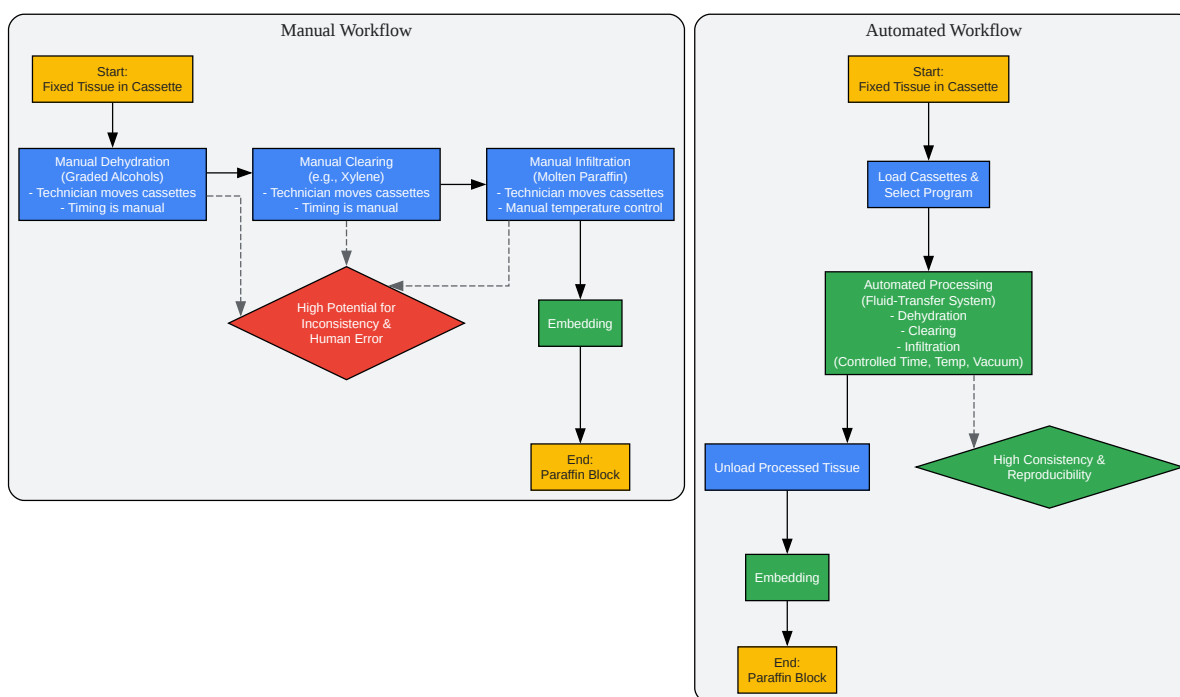 Manual Workflow
Start:
Fixed Tissue in Cassette
Manual Dehydration
(Graded Alcohols)
- Technician moves cassettes
- Timing is manual
Manual Clearing
(e.g., Xylene)
- Technician moves cassettes
- Timing is manual
Manual Infiltration
(Molten Paraffin)
- Technician moves cassettes
- Manual temperature control
High Potential for
Inconsistency &
Human Error
Embedding
End:
Paraffin Block
Automated Workflow
Start:
Fixed Tissue in Cassette
Load Cassettes &
Select Program
Automated Processing
(Fluid-Transfer System)
- Dehydration
- Clearing
- Infiltration
(Controlled Time, Temp, Vacuum)
Unload Processed Tissue
High Consistency &
Reproducibility
Embedding
End:
Paraffin Block